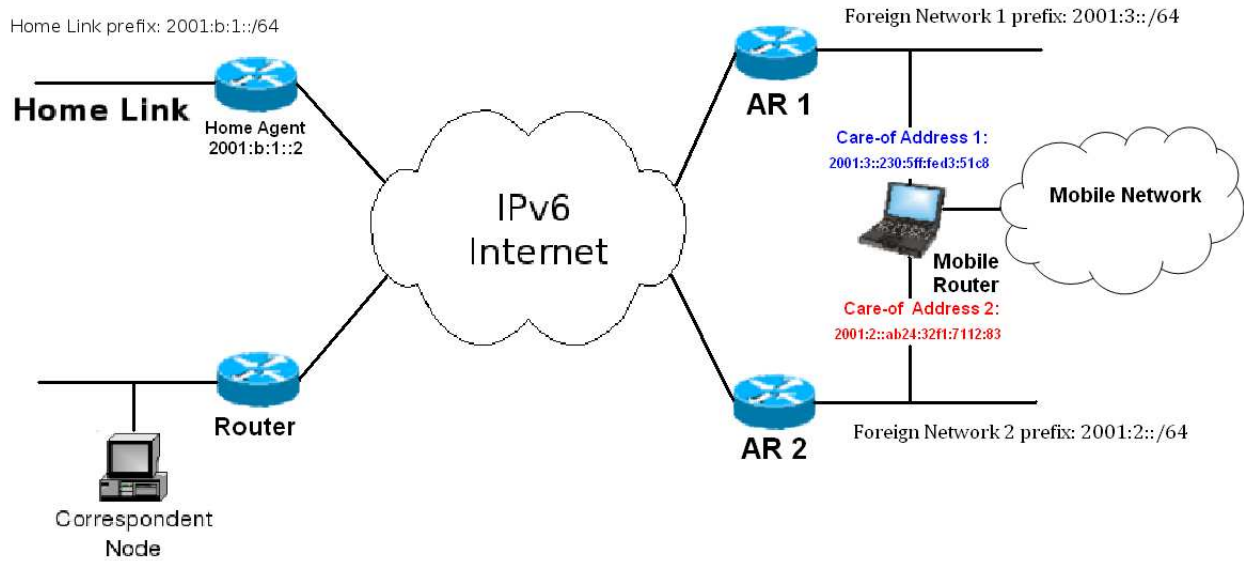 Home Link prefix: 2001:b:1::/64
Foreign Network 1 prefix: 2001:3::/64
Home Link
Home Agent
2001:b:1::2
AR 1
Care-of Address 1:
2001:3::230:5ff:fed3:51c8
IPv6
Internet
Mobile Network
Mobile
Router
Care-of Address 2:
2001:2::ab24:32f1:7112:83
Router
AR 2
Foreign Network 2 prefix: 2001:2::/64
Correspondent
Node